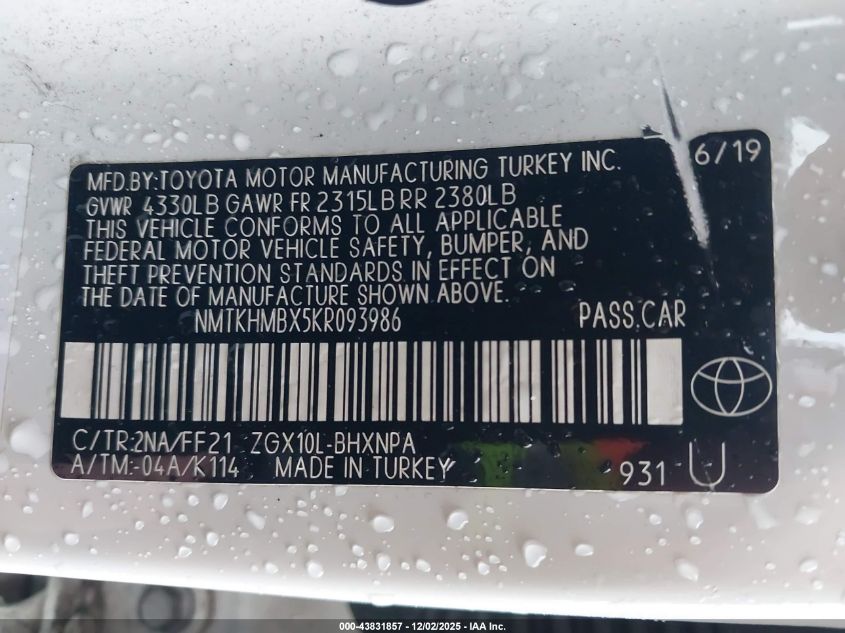 MFD.BY:TOYOTA MOTOR MANUFACTURING TURKEY INC. 6/19
GVWR 4330LB GAWR FR 2315LB RR 2380LB
THIS VEHICLE CONFORMS TO ALL APPLICABLE
FEDERAL MOTOR VEHICLE SAFETY, BUMPER, AND
THEFT PREVENTION STANDARDS IN EFFECT ON
THE DATE OF MANUFACTURE SHOWN ABOVE.
NMTKHMBX5KR093986 PASS.CAR
C/TR:2NA/FF21 ZGX10L-BHXNPA
A/TM:-04A/K114 MADE IN TURKEY 931 U
000-43831857 - 12/02/2025 - IAA Inc.